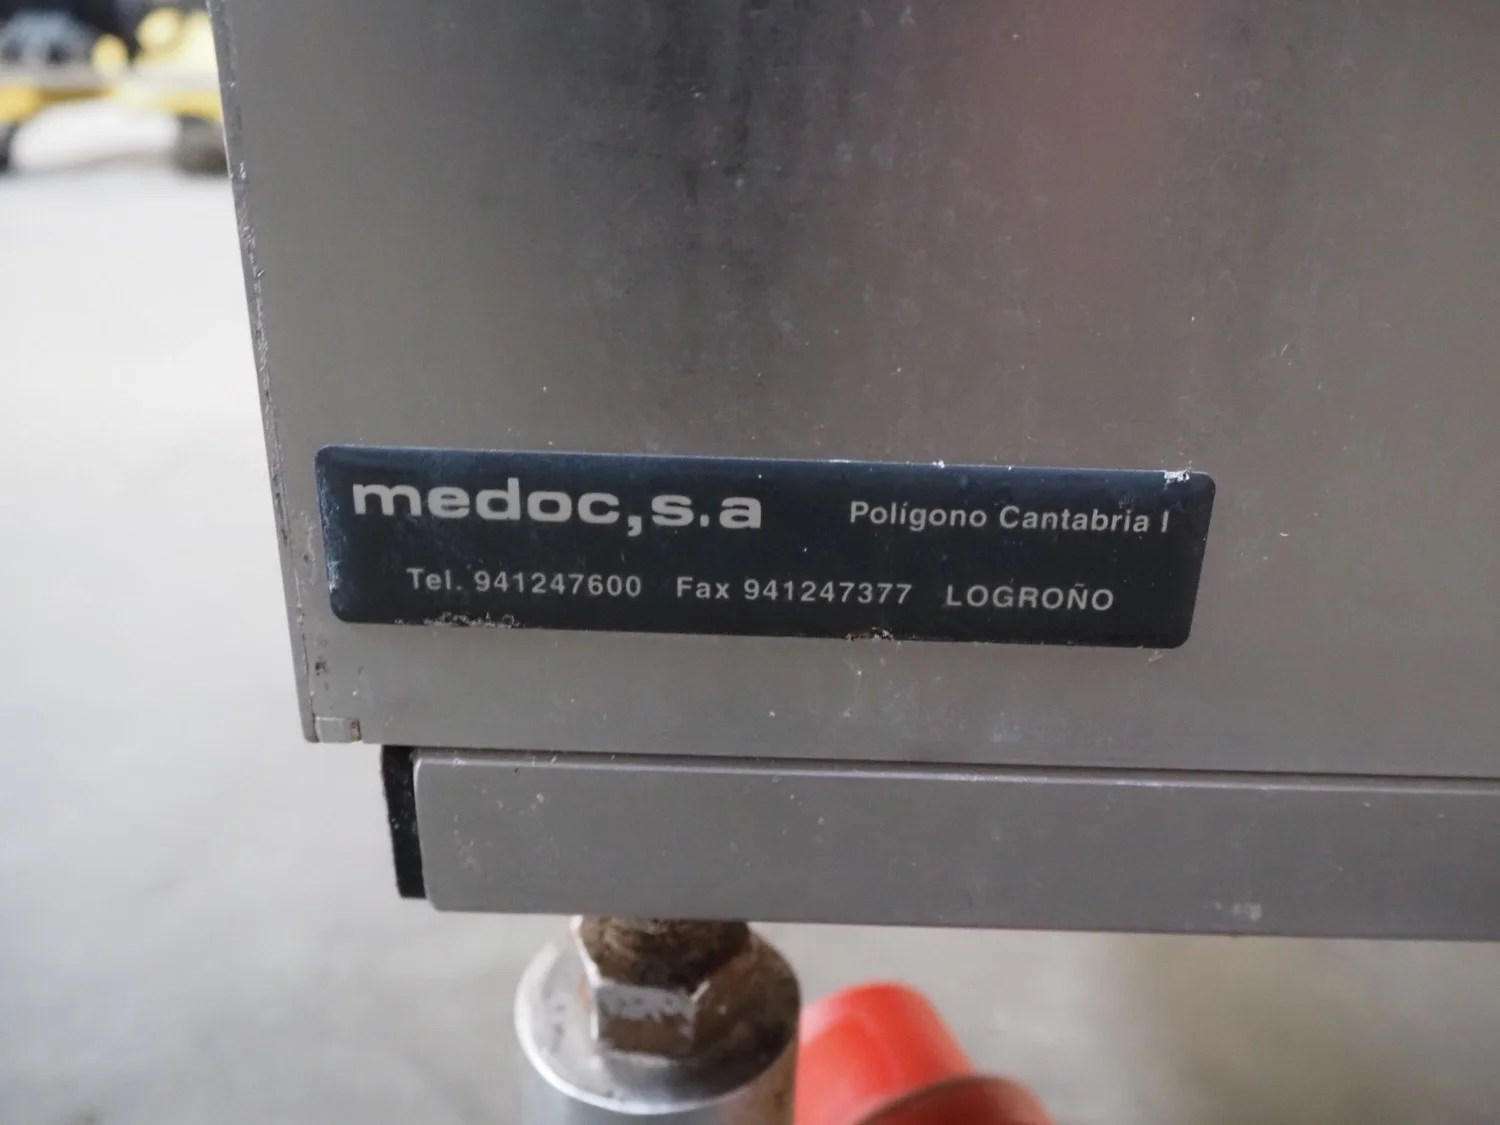 medoc,s.a Polígono Cantabria I
Tel. 941247600 Fax 941247377 LOGROÑO